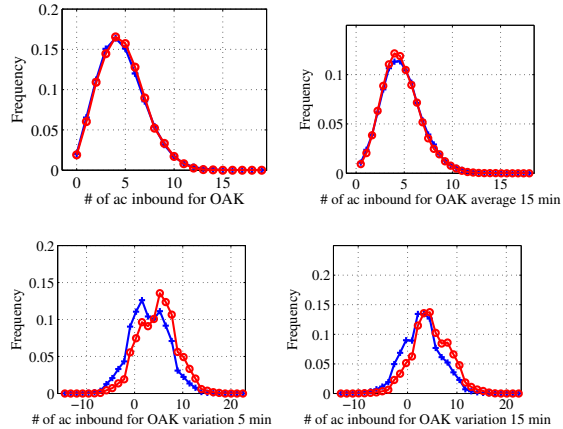 0.2
0.15
0.1
0.05
0
Frequency
0 5 10 15
# of ac inbound for OAK
0.1
0.05
0
Frequency
0 5 10 15
# of ac inbound for OAK average 15 min
0.2
0.15
0.1
0.05
0
Frequency
−10 0 10 20
# of ac inbound for OAK variation 5 min
0.2
0.15
0.1
0.05
0
Frequency
−10 0 10 20
# of ac inbound for OAK variation 15 min